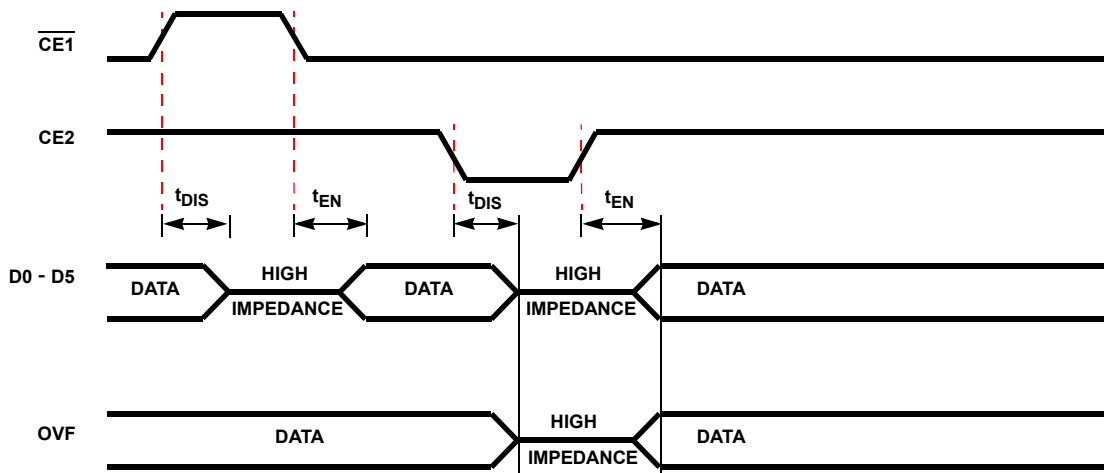 CE1
CE2
tDIS
tEN
tDIS
tEN
D0 - D5
DATA
HIGH
IMPEDANCE
DATA
HIGH
IMPEDANCE
DATA
OVF
DATA
HIGH
IMPEDANCE
DATA